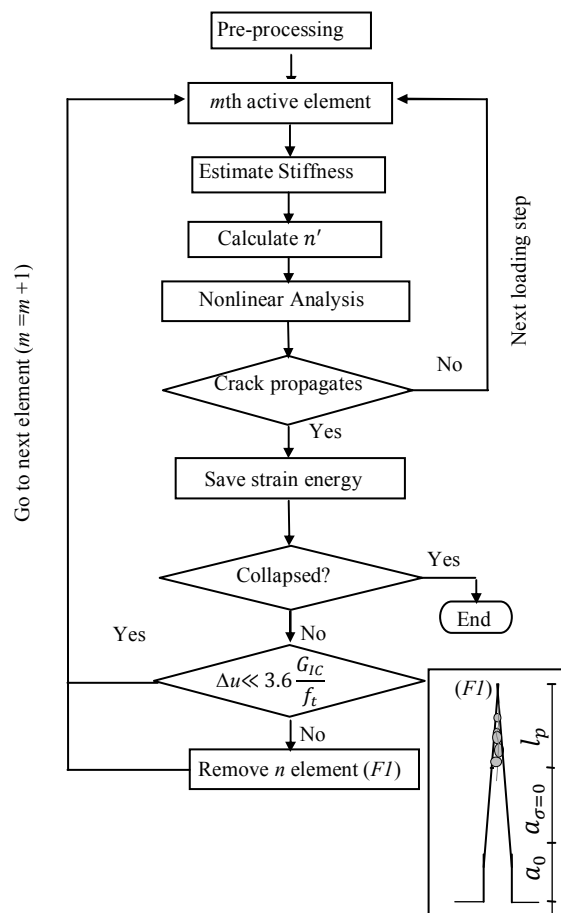 Pre-processing
mth active element
Estimate Stiffness
Calculate n′
Nonlinear Analysis
Crack propagates
No
Yes
Next loading step
Go to next element (m =m +1)
Save strain energy
Collapsed?
Yes
End
No
Yes
Δu≪ 3.6 G_IC/f_t
No
Remove n element (FI)
(FI)
l_p
a_σ=0
a_0